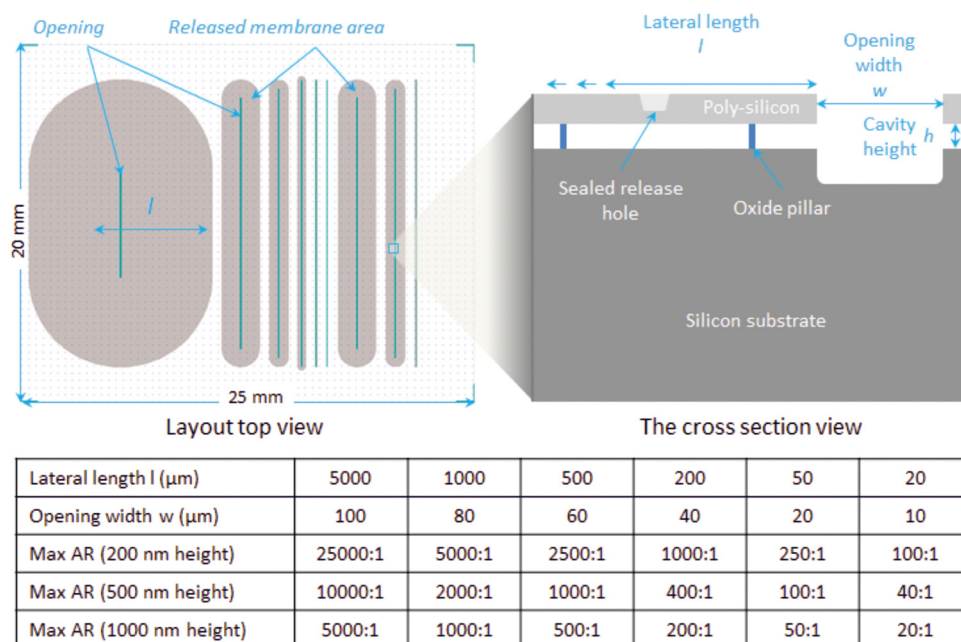 Opening
Released membrane area
Lateral length
l
Opening
width
w
Poly-silicon
Cavity
height
h
Sealed release
hole
Oxide pillar
l
20 mm
Silicon substrate
25 mm
Layout top view
The cross section view
Lateral length l (μm) 5000 1000 500 200 50 20
Opening width w (μm) 100 80 60 40 20 10
Max AR (200 nm height) 25000:1 5000:1 2500:1 1000:1 250:1 100:1
Max AR (500 nm height) 10000:1 2000:1 1000:1 400:1 100:1 40:1
Max AR (1000 nm height) 5000:1 1000:1 500:1 200:1 50:1 20:1